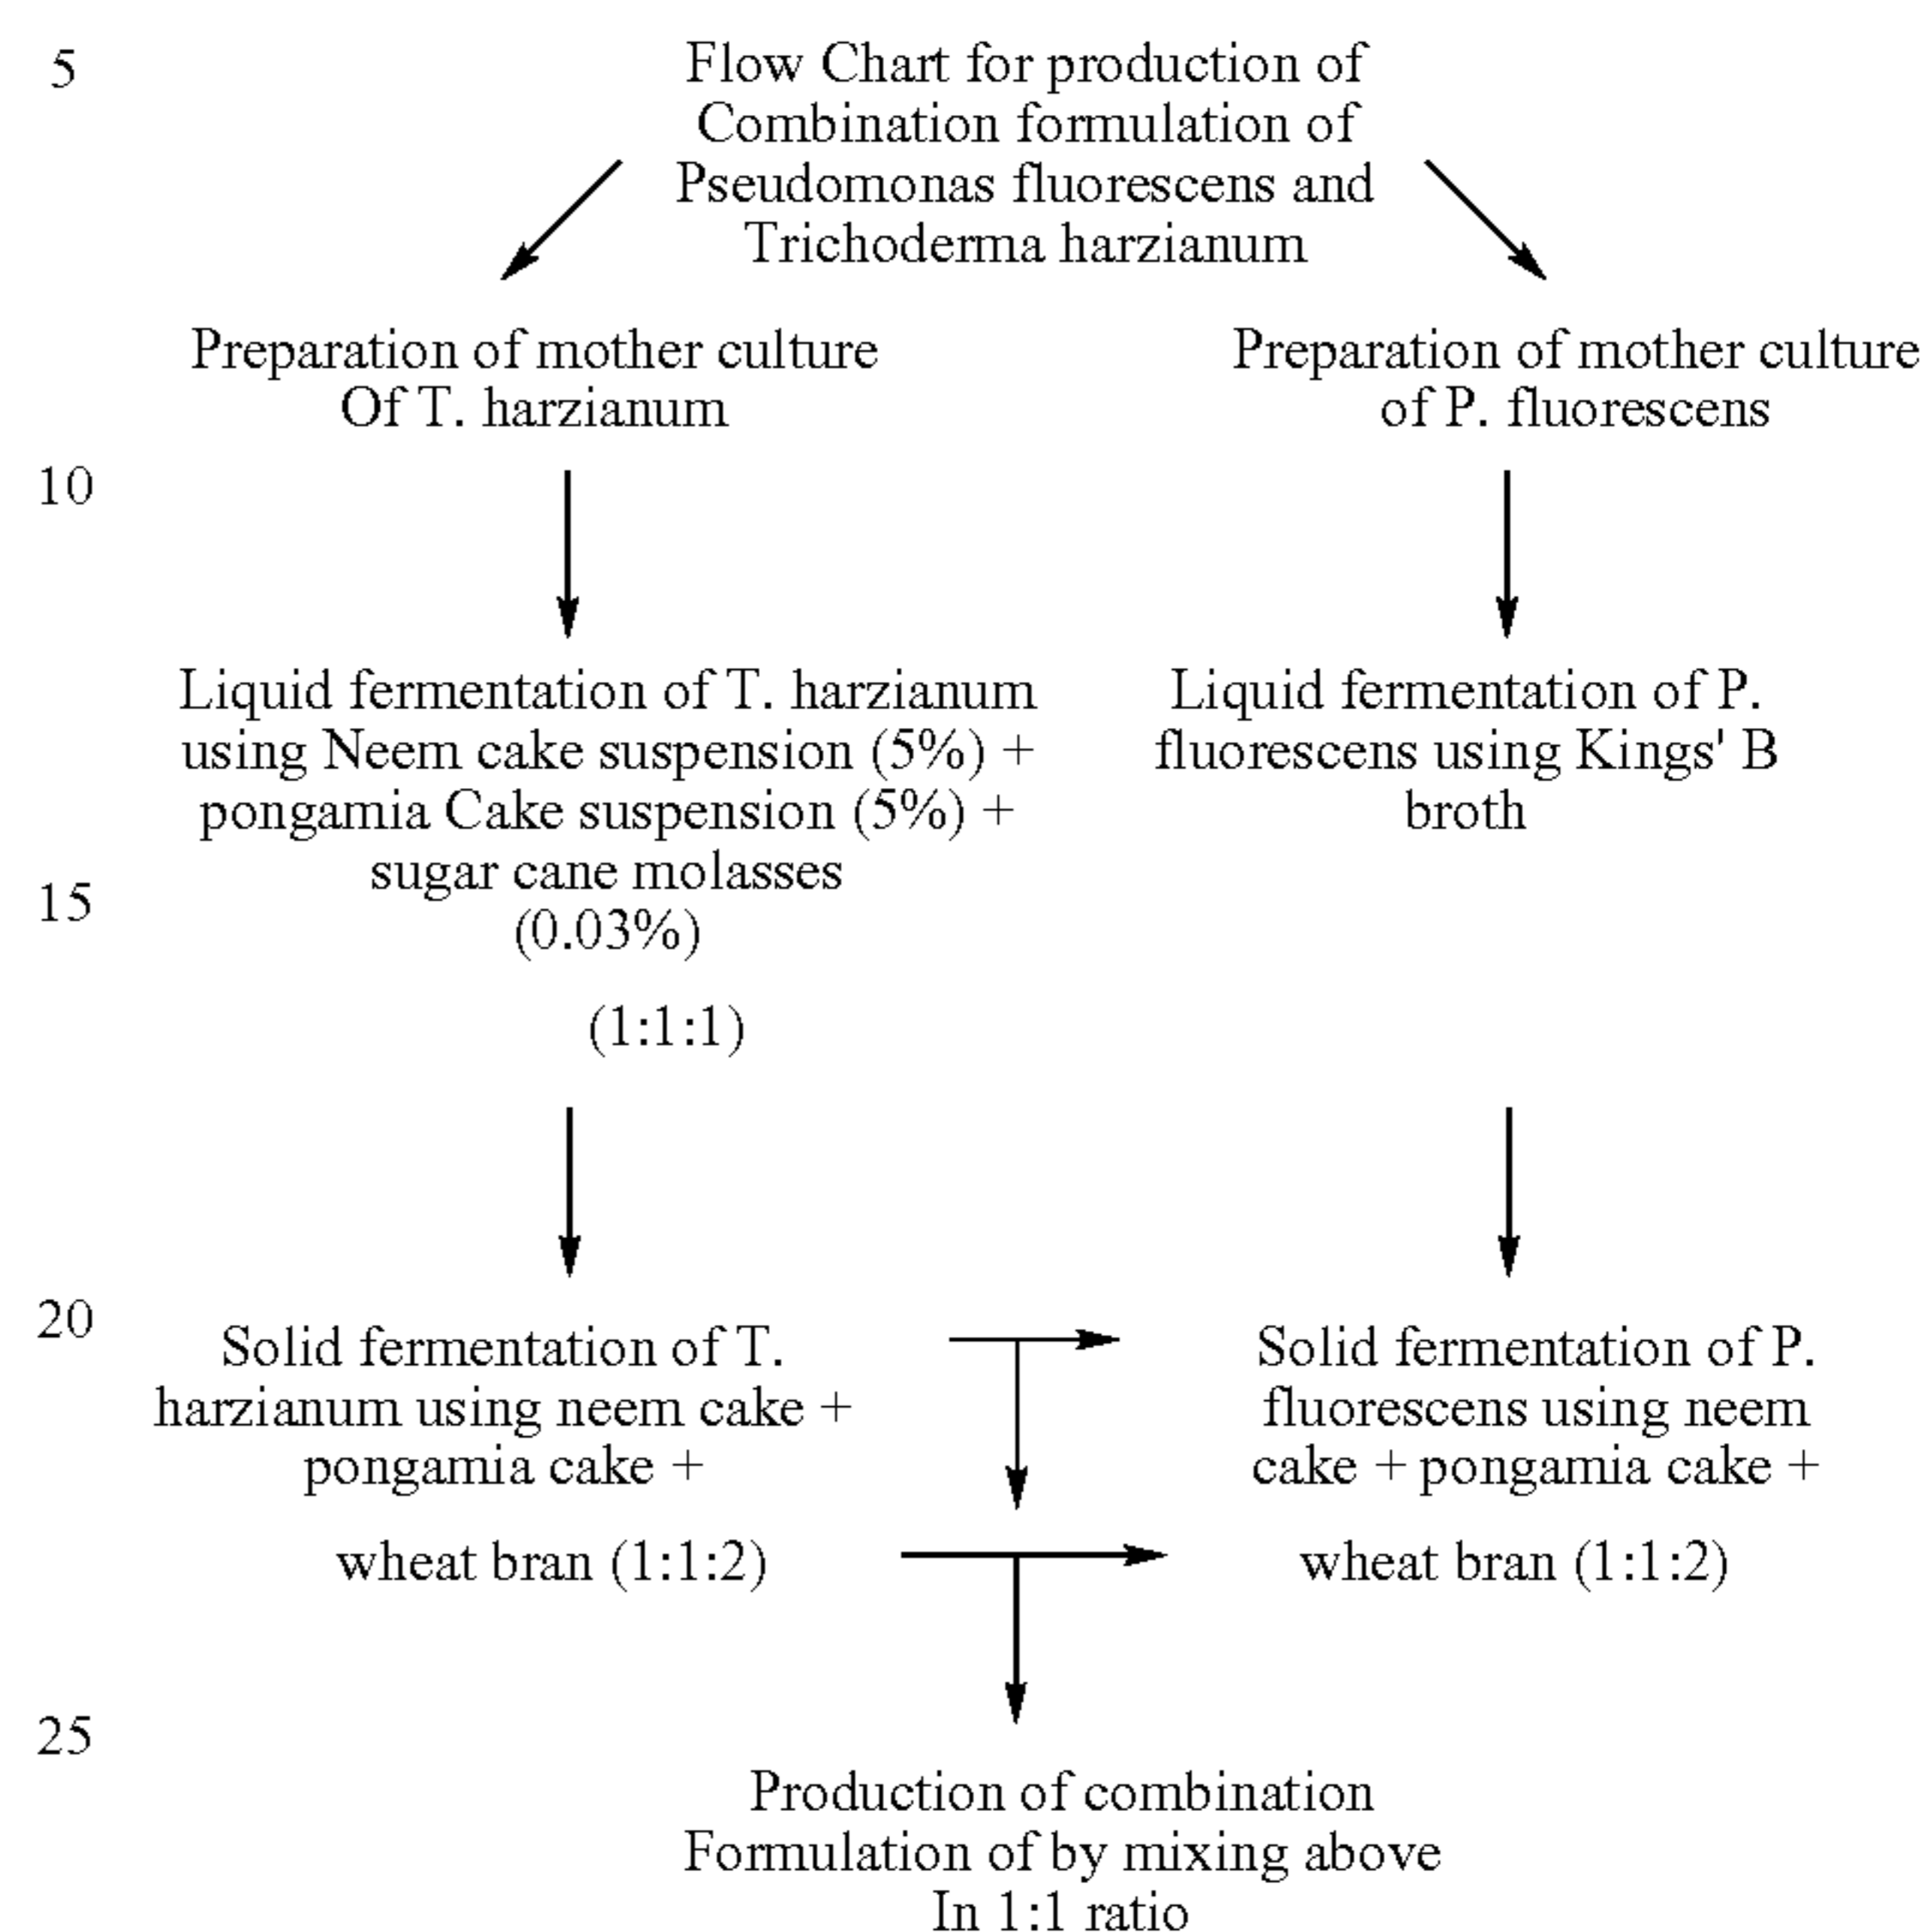 5
Flow Chart for production of
Combination formulation of
Pseudomonas fluorescens and
Trichoderma harzianum
Preparation of mother culture
Of T. harzianum
Preparation of mother culture
of P. fluorescens
10
Liquid fermentation of T. harzianum
using Neem cake suspension (5%) +
pongamia Cake suspension (5%) +
sugar cane molasses
(0.03%)
(1:1:1)
Liquid fermentation of P.
fluorescens using Kings' B
broth
15
20
Solid fermentation of T.
harzianum using neem cake +
pongamia cake +
wheat bran (1:1:2)
Solid fermentation of P.
fluorescens using neem
cake + pongamia cake +
wheat bran (1:1:2)
25
Production of combination
Formulation of by mixing above
In 1:1 ratio